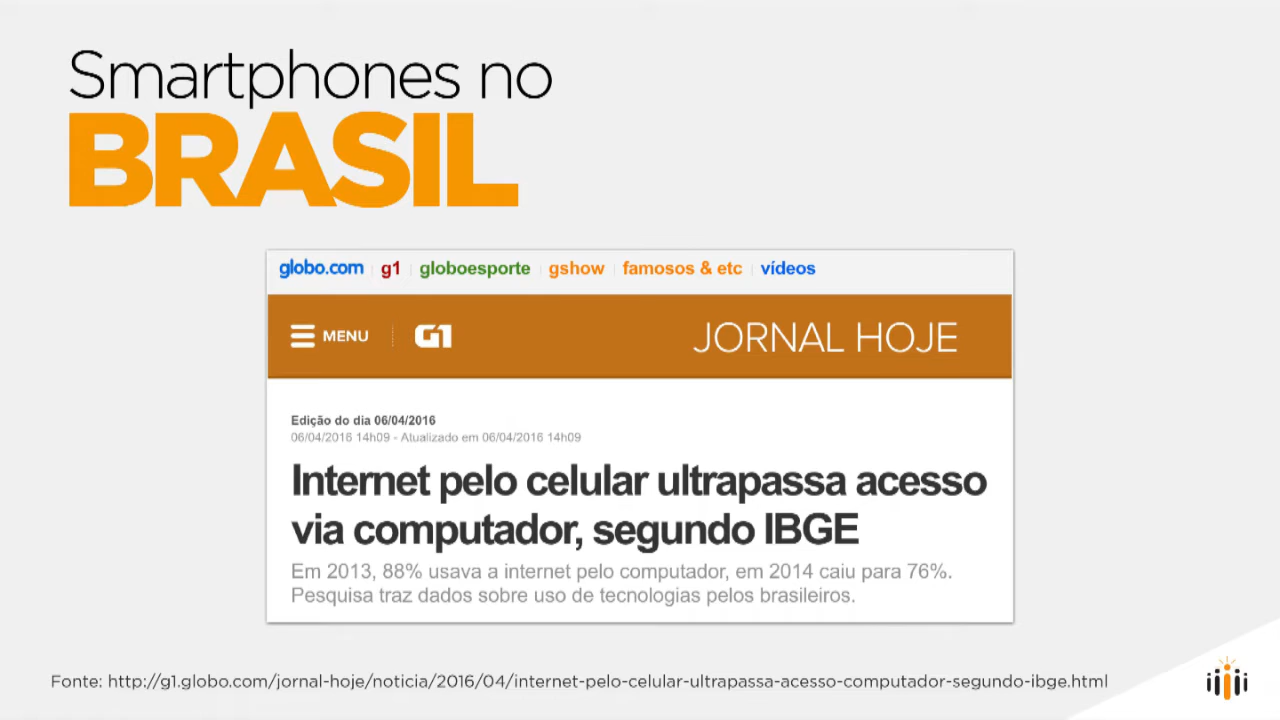 Smartphones no
BRASIL
globo.com g1 globoesporte gshow famosos & etc vídeos
MENU G1 JORNAL HOJE
Edição do dia 06/04/2016
06/04/2016 14h09 - Atualizado em 06/04/2016 14h09
Internet pelo celular ultrapassa acesso
via computador, segundo IBGE
Em 2013, 88% usava a internet pelo computador, em 2014 caiu para 76%.
Pesquisa traz dados sobre uso de tecnologias pelos brasileiros.
Fonte: http://g1.globo.com/jornal-hoje/noticia/2016/04/internet-pelo-celular-ultrapassa-acesso-computador-segundo-ibge.html